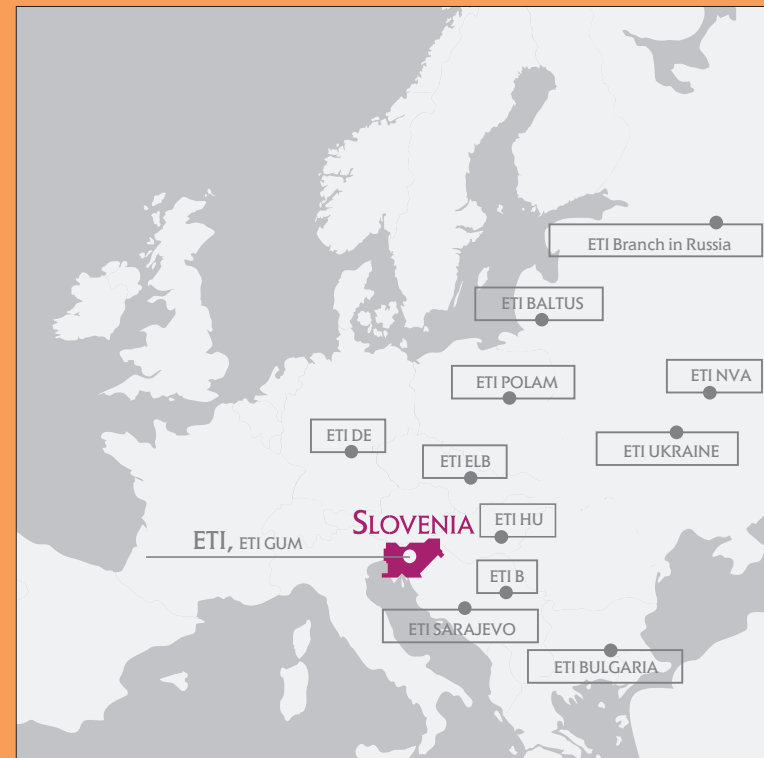 ETI Branch in Russia
ETI BALTUS
ETI NVA
ETI POLAM
ETI UKRAINE
ETI DE
ETI ELB
SLOVENIA
ETI HU
ETI, ETI GUM
ETI B
ETI SARAJEVO
ETI BULGARIA